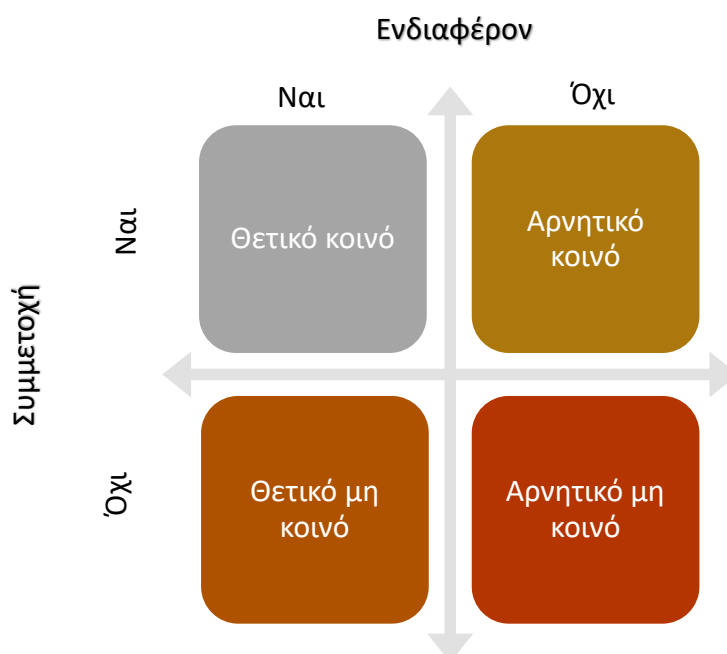 Ενδιαφέρον
Ναι
Όχι
Συμμετοχή
Ναι
Θετικό κοινό
Αρνητικό
κοινό
Όχι
Θετικό μη
κοινό
Αρνητικό μη
κοινό